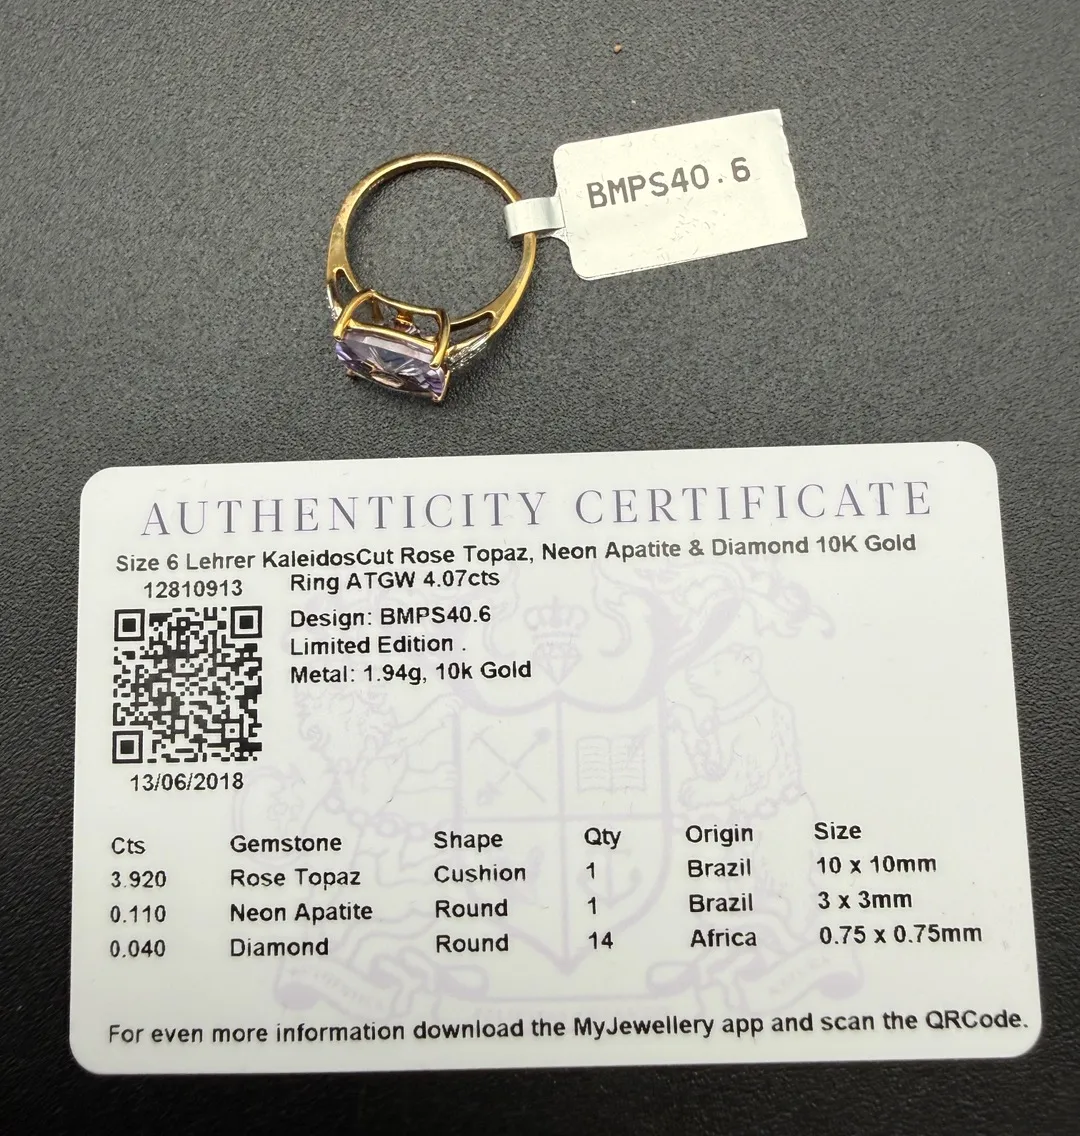 BMPS40.6
AUTHENTICITY CERTIFICATE
Size 6 Lehrer KaleidosCut Rose Topaz, Neon Apatite & Diamond 10K Gold
12810913 Ring ATGW 4.07cts
Design: BMPS40.6
Limited Edition .
Metal: 1.94g, 10k Gold
13/06/2018
Cts Gemstone Shape Qty Origin Size
3.920 Rose Topaz Cushion 1 Brazil 10 x 10mm
0.110 Neon Apatite Round 1 Brazil 3 x 3mm
0.040 Diamond Round 14 Africa 0.75 x 0.75mm
For even more information download the MyJewellery app and scan the QRCode.